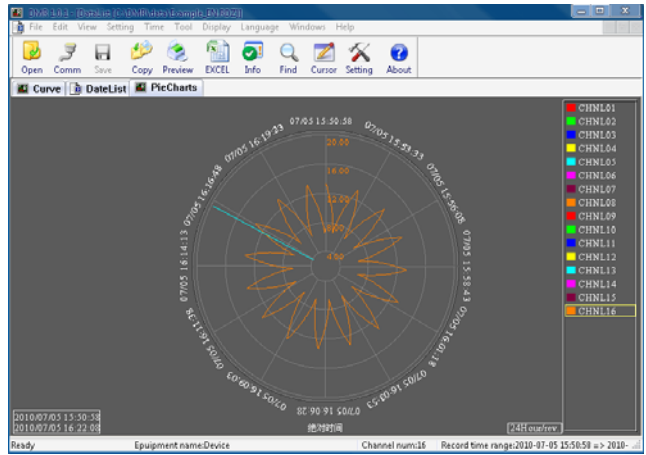 File Edit View Setting Time Tool Display Language Windows Help
Open Comm Save Copy Preview EXCEL Info Find Cursor Setting About
Curve DateList PicCharts
07/05 15:50:58
07/05 15:53:33
07/05 15:56:08
07/05 15:58:43
07/05 16:01:18
07/05 16:03:53
07/05 16 06 28
07/05 16:09:03
07/05 16:11:38
07/05 16:14:13
07/05 16:16:48
07/05 16:19:23
20.00
16.00
12.00
8.00
4.00
绝对时间
CHNL01
CHNL02
CHNL03
CHNL04
CHNL05
CHNL06
CHNL07
CHNL08
CHNL09
CHNL10
CHNL11
CHNL12
CHNL13
CHNL14
CHNL15
CHNL16
2010/07/05 15:50:58
2010/07/05 16:22:08
24Hour/rev
Ready Epuipment name:Device Channel num:16 Record time range:2010-07-05 15:50:58 => 2010-